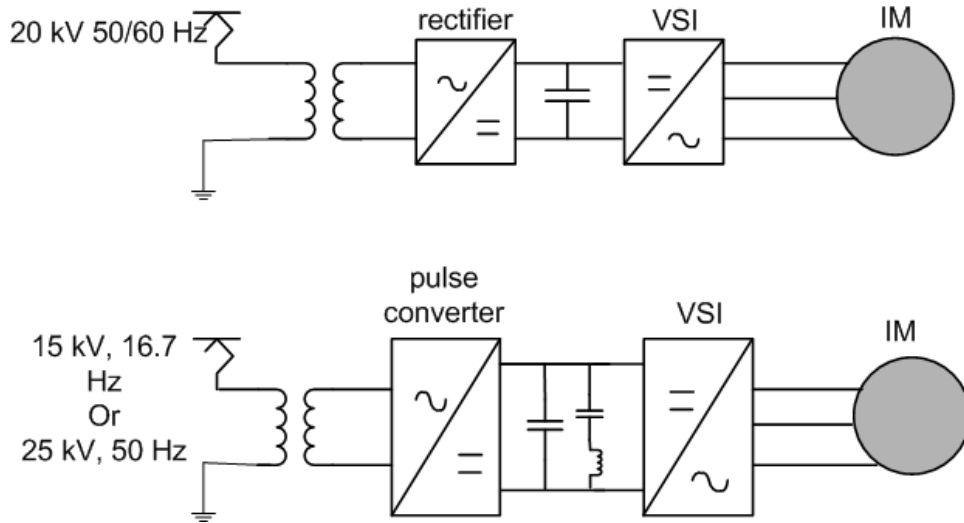 rectifier
VSI
IM
20 kV 50/60 Hz
pulse
converter
VSI
IM
15 kV, 16.7
Hz
Or
25 kV, 50 Hz